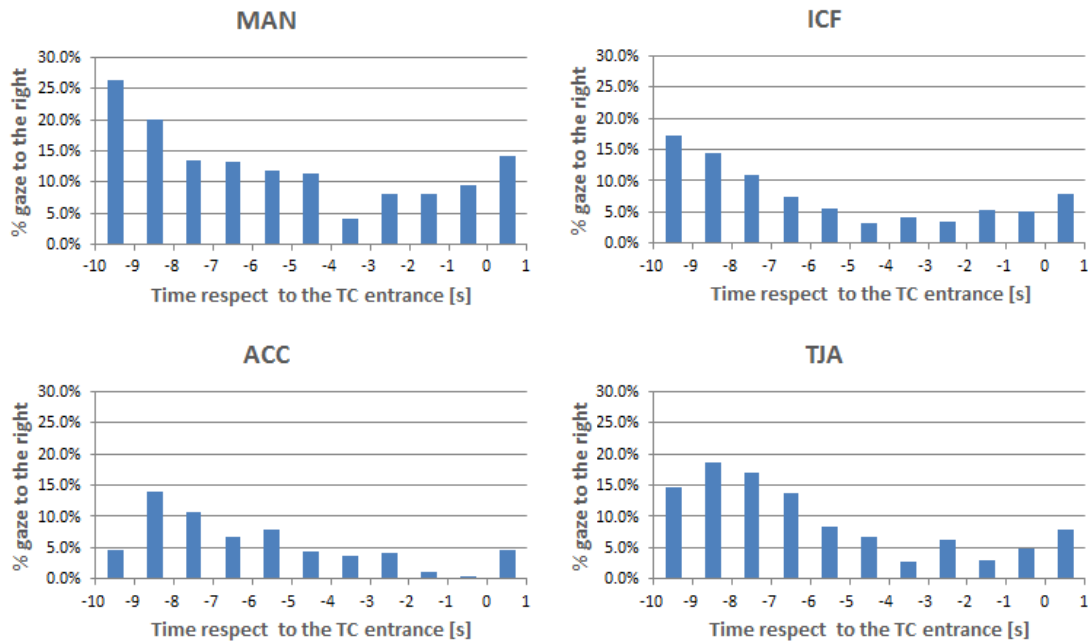 MAN
% gaze to the right
30.0%
25.0%
20.0%
15.0%
10.0%
5.0%
0.0%
-10 -9 -8 -7 -6 -5 -4 -3 -2 -1 0 1
Time respect to the TC entrance [s]
ICF
% gaze to the right
30.0%
25.0%
20.0%
15.0%
10.0%
5.0%
0.0%
-10 -9 -8 -7 -6 -5 -4 -3 -2 -1 0 1
Time respect to the TC entrance [s]
ACC
% gaze to the right
30.0%
25.0%
20.0%
15.0%
10.0%
5.0%
0.0%
-10 -9 -8 -7 -6 -5 -4 -3 -2 -1 0 1
Time respect to the TC entrance [s]
TJA
% gaze to the right
30.0%
25.0%
20.0%
15.0%
10.0%
5.0%
0.0%
-10 -9 -8 -7 -6 -5 -4 -3 -2 -1 0 1
Time respect to the TC entrance [s]